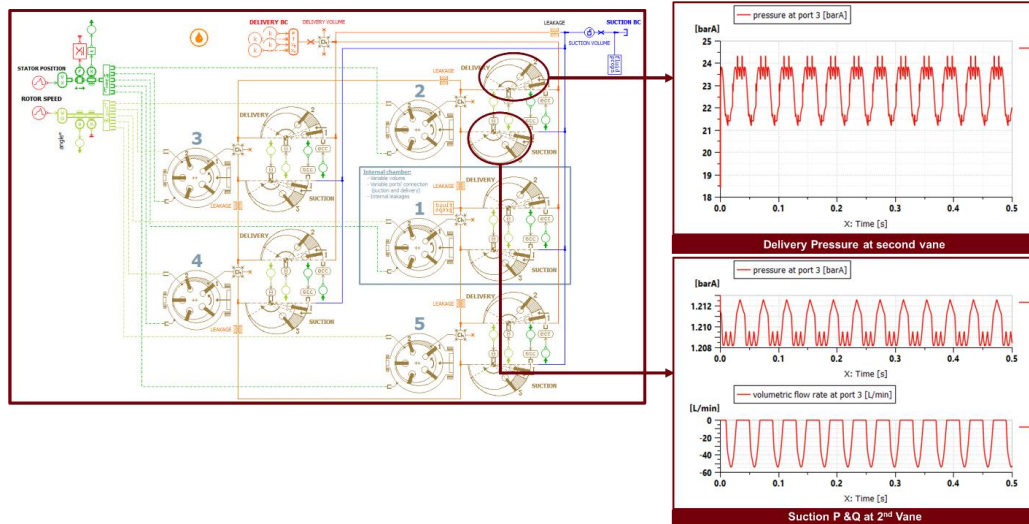 DELIVERY BC
DELIVERY VOLUME
LEAKAGE
SUCTION BC
SUCTION VOLUME
STATOR POSITION
ROTOR SPEED
angle*
DELIVERY
LEAKAGE
2
SUCTION
3
DELIVERY
SUCTION
LEAKAGE
LEAKAGE
Internal chamber:
- Variable volume
- Variable ports' connection
(suction and delivery)
- Internal leakages
1
DELIVERY
SUCTION
4
DELIVERY
SUCTION
LEAKAGE
LEAKAGE
5
DELIVERY
SUCTION
LEAKAGE
pressure at port 3 [barA]
[barA]
25
24
23
22
21
20
19
18
0.0 0.1 0.2 0.3 0.4 0.5
X: Time [s]
Delivery Pressure at second vane
pressure at port 3 [barA]
[barA]
1.212
1.210
1.208
0.0 0.1 0.2 0.3 0.4 0.5
X: Time [s]
volumetric flow rate at port 3 [L/min]
[L/min]
0
-20
-40
-60
0.0 0.1 0.2 0.3 0.4 0.5
X: Time [s]
Suction P &Q at 2nd Vane